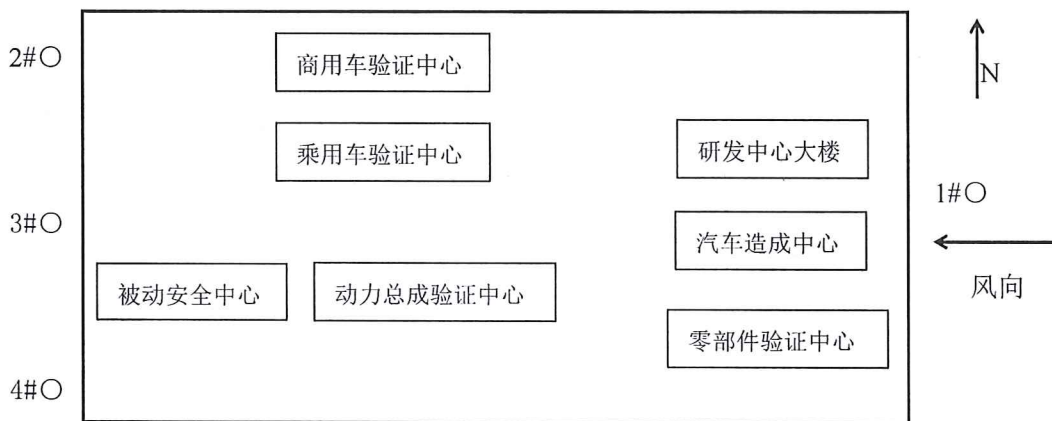 2#○
商用车验证中心
N
乘用车验证中心
研发中心大楼
1#○
3#○
汽车造成中心
风向
被动安全中心
动力总成验证中心
零部件验证中心
4#○